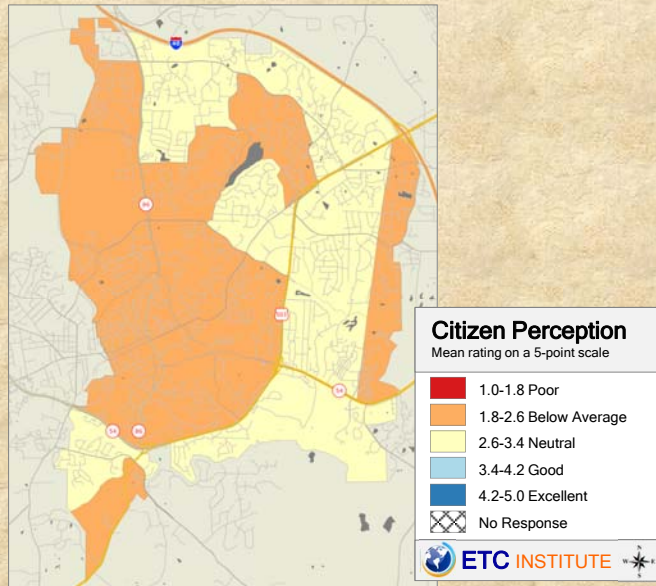 40
86
501
54
54
86
Citizen Perception
Mean rating on a 5-point scale
1.0-1.8 Poor
1.8-2.6 Below Average
2.6-3.4 Neutral
3.4-4.2 Good
4.2-5.0 Excellent
No Response
ETC INSTITUTE
N
W
E
S